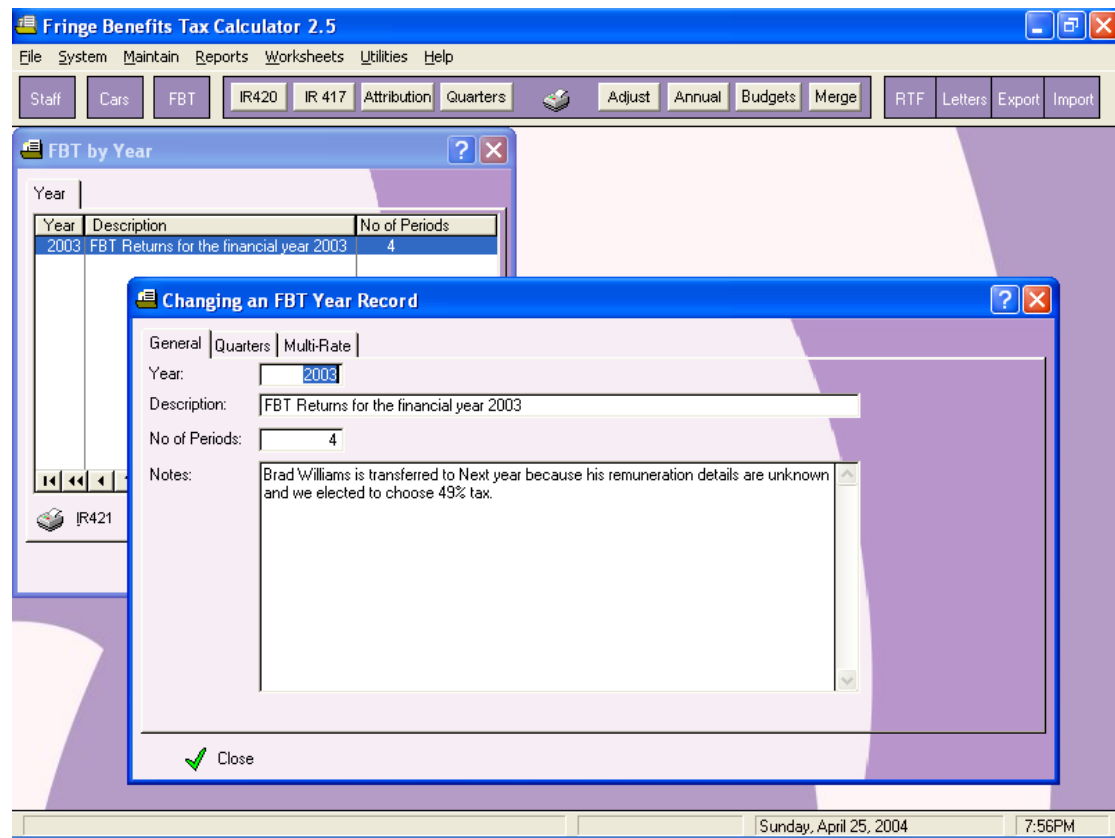 Fringe Benefits Tax Calculator 2.5
File System Maintain Reports Worksheets Utilities Help
Staff Cars FBT IR420 IR 417 Attribution Quarters Adjust Annual Budgets Merge RTF Letters Export Import
FBT by Year
Year
Year Description No of Periods
2003 FBT Returns for the financial year 2003 4
Changing an FBT Year Record
General Quarters Multi-Rate
Year: 2003
Description: FBT Returns for the financial year 2003
No of Periods: 4
Notes: Brad Williams is transferred to Next year because his remuneration details are unknown
and we elected to choose 49% tax.
IR421
Close
Sunday, April 25, 2004 7:56PM